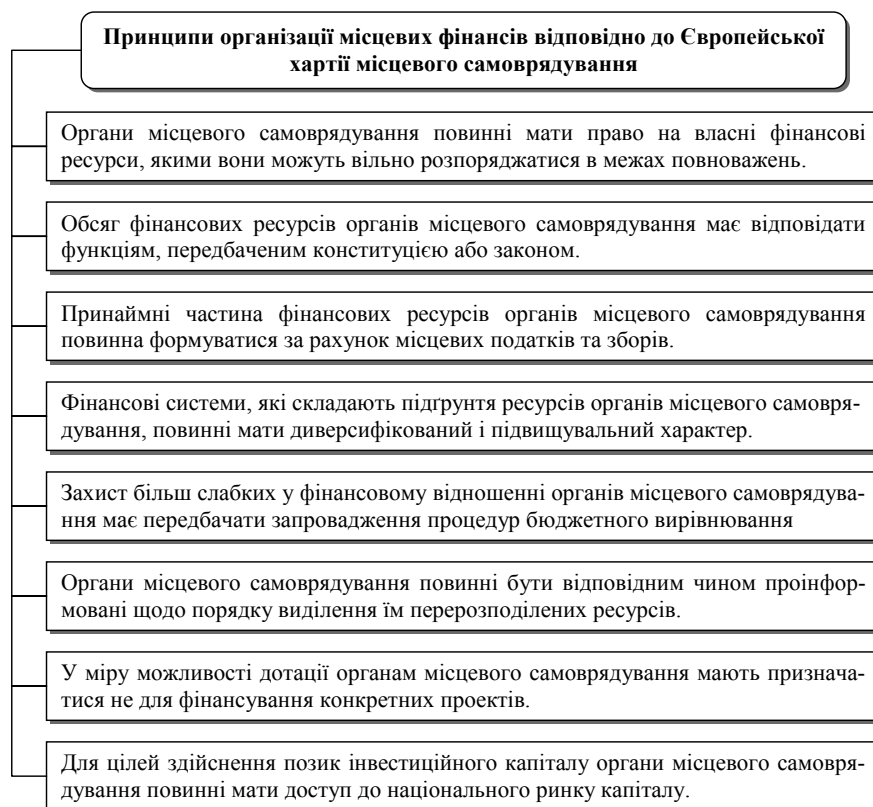 Принципи організації місцевих фінансів відповідно до Європейської
хартії місцевого самоврядування
Органи місцевого самоврядування повинні мати право на власні фінансові
ресурси, якими вони можуть вільно розпоряджатися в межах повноважень.
Обсяг фінансових ресурсів органів місцевого самоврядування має відповідати
функціям, передбаченим конституцією або законом.
Принаймні частина фінансових ресурсів органів місцевого самоврядування
повинна формуватися за рахунок місцевих податків та зборів.
Фінансові системи, які складають підґрунтя ресурсів органів місцевого самовря-
дування, повинні мати диверсифікований і підвищувальний характер.
Захист більш слабких у фінансовому відношенні органів місцевого самоврядува-
ння має передбачати запровадження процедур бюджетного вирівнювання
Органи місцевого самоврядування повинні бути відповідним чином проінфор-
мовані щодо порядку виділення їм перерозподілених ресурсів.
У міру можливості дотації органам місцевого самоврядування мають признача-
тися не для фінансування конкретних проектів.
Для цілей здійснення позик інвестиційного капіталу органи місцевого самовря-
дування повинні мати доступ до національного ринку капіталу.